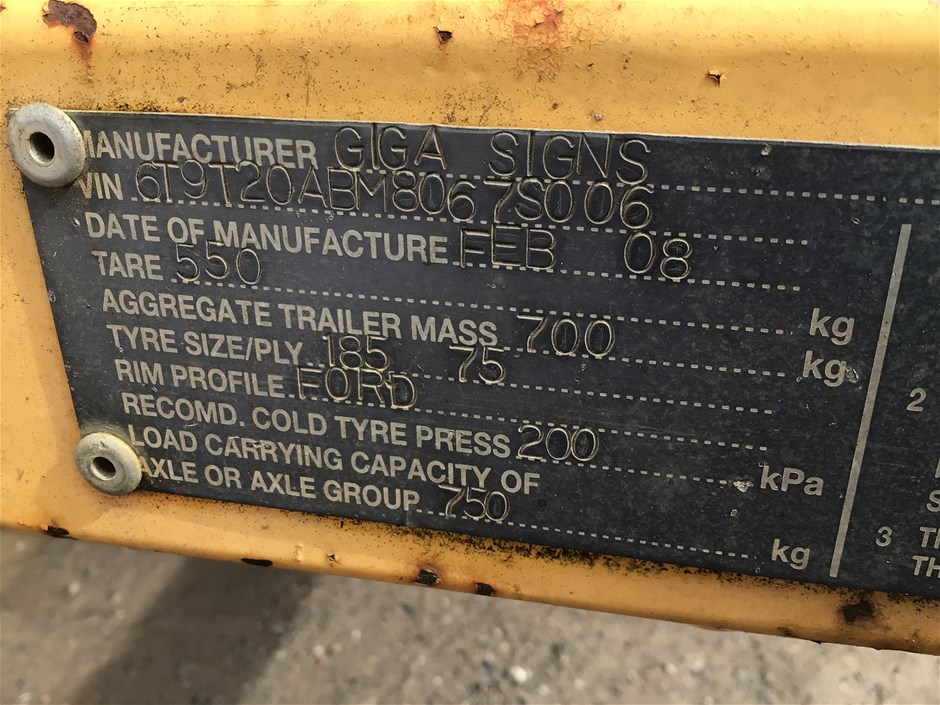 MANUFACTURER GIGA SIGNS
VIN 6T9T20ABM8067S006
DATE OF MANUFACTURE FEB 08
TARE 550 kg
AGGREGATE TRAILER MASS 700 kg
TYRE SIZE/PLY 185 75
RIM PROFILE FORD
RECOMD. COLD TYRE PRESS 200 kPa
LOAD CARRYING CAPACITY OF
AXLE OR AXLE GROUP 750 kg
2
3